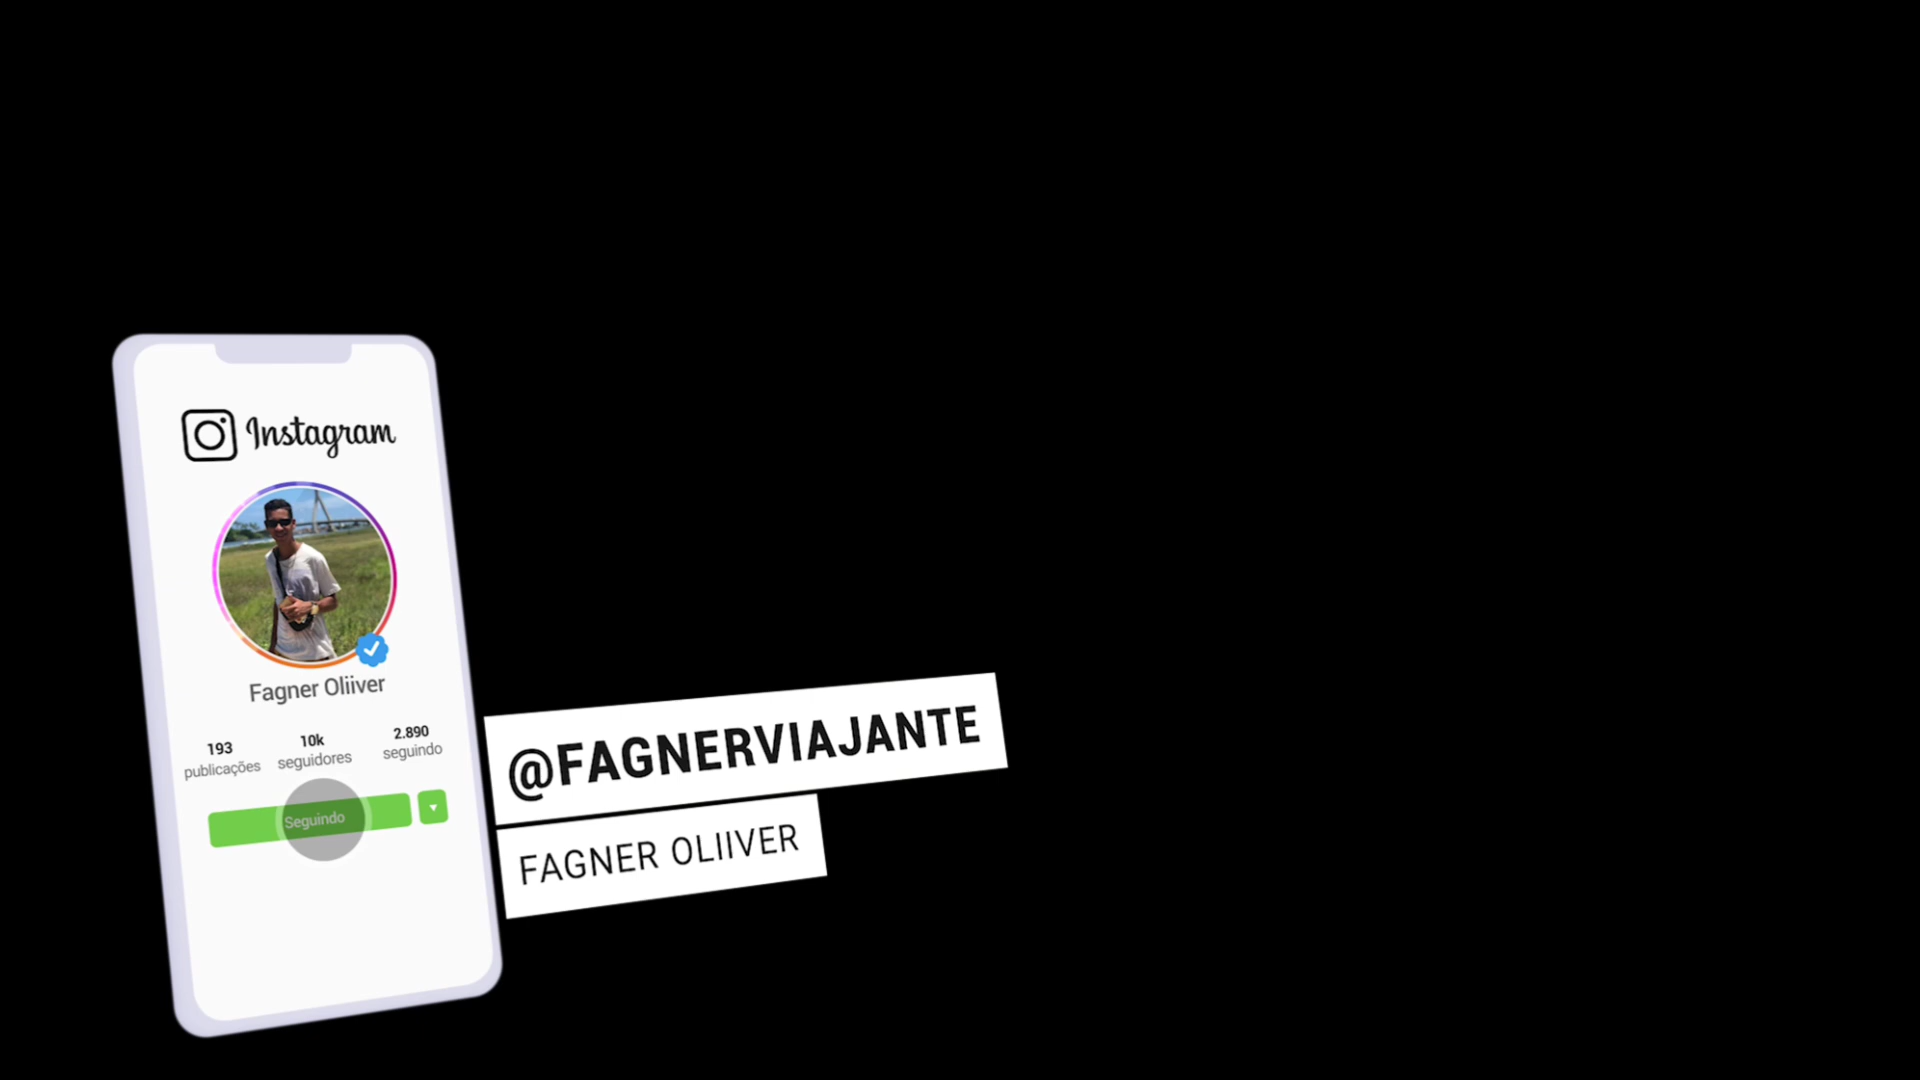 Instagram
Fagner Oliiver
193 10k 2.890
publicações seguidores seguindo
Seguindo
@FAGNERVIAJANTE
FAGNER OLIIVER